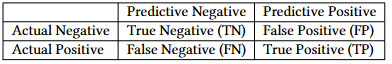 Predictive Negative Predictive Positive
Actual Negative True Negative (TN) False Positive (FP)
Actual Positive False Negative (FN) True Positive (TP)